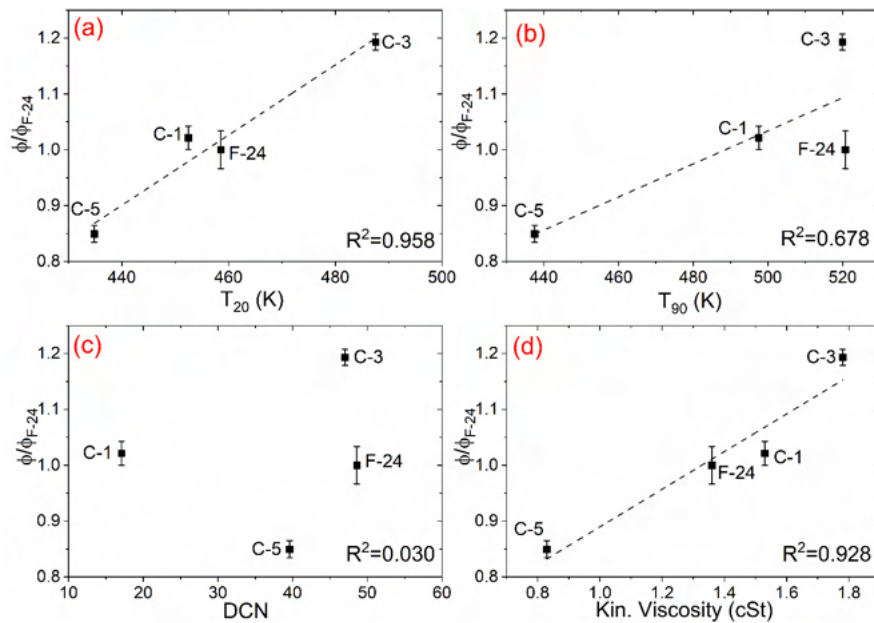 (a)
1.2
1.1
1.0
0.9
0.8
ϕ/ϕF-24
C-3
C-1
F-24
C-5
R²=0.958
440 460 480 500
T₂₀ (K)
(b)
1.2
1.1
1.0
0.9
0.8
ϕ/ϕF-24
C-3
C-1
F-24
C-5
R²=0.678
440 460 480 500 520
T₉₀ (K)
(c)
1.2
1.1
1.0
0.9
0.8
ϕ/ϕF-24
C-3
C-1
F-24
C-5
R²=0.030
10 20 30 40 50 60
DCN
(d)
1.2
1.1
1.0
0.9
0.8
ϕ/ϕF-24
C-3
C-1
F-24
C-5
R²=0.928
0.8 1.0 1.2 1.4 1.6 1.8
Kin. Viscosity (cSt)